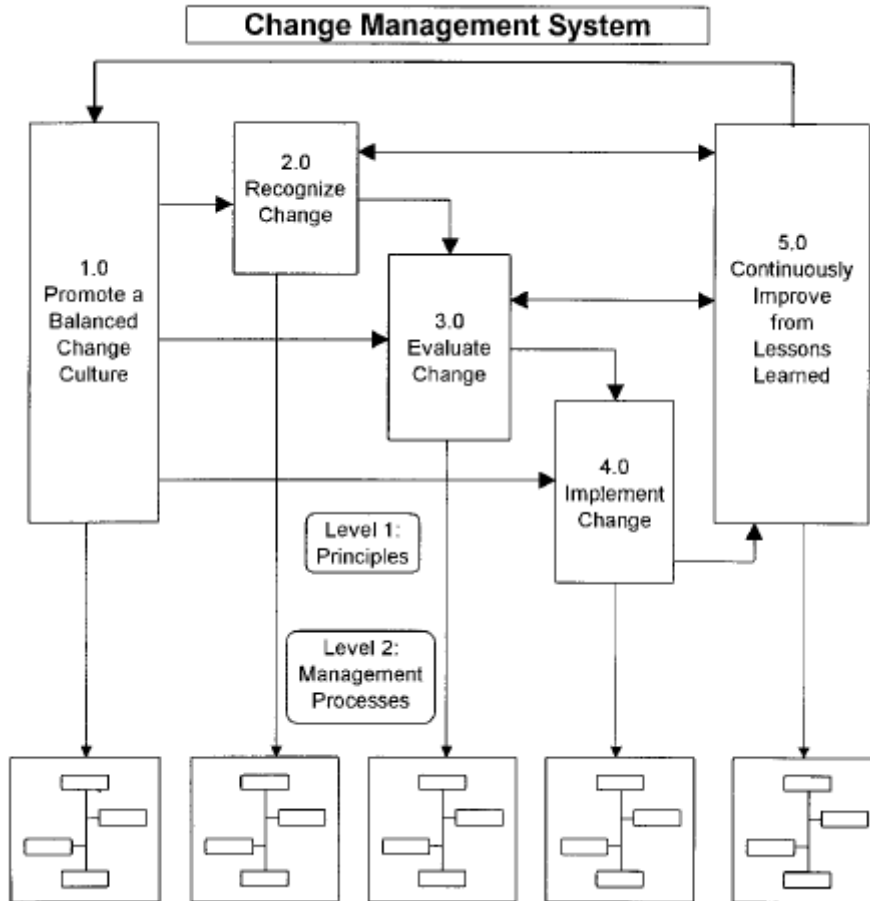 Change Management System
1.0
Promote a
Balanced
Change
Culture
2.0
Recognize
Change
3.0
Evaluate
Change
4.0
Implement
Change
5.0
Continuously
Improve
from
Lessons
Learned
Level 1:
Principles
Level 2:
Management
Processes